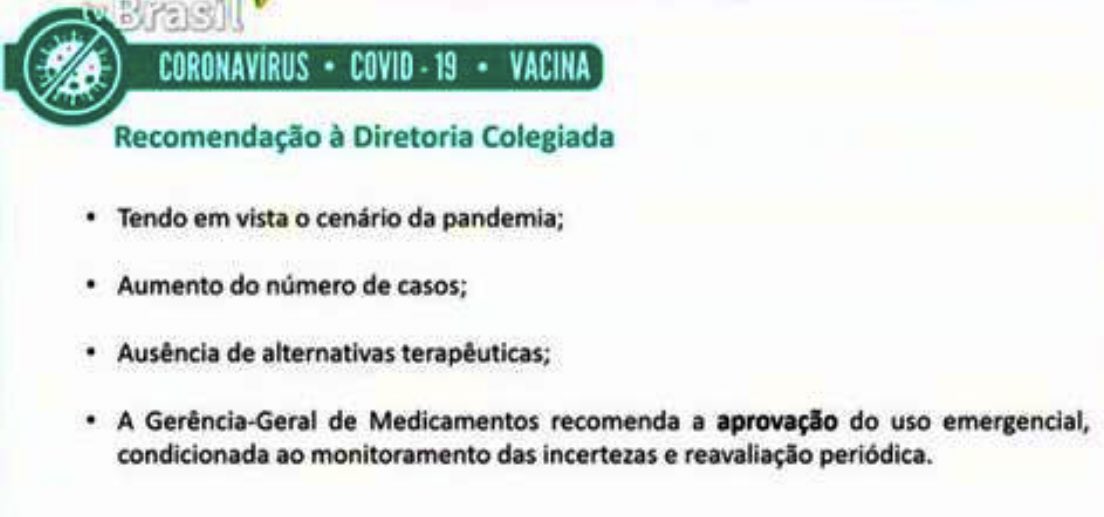 tvBrasil
CORONAVÍRUS • COVID - 19 • VACINA
Recomendação à Diretoria Colegiada
• Tendo em vista o cenário da pandemia;
• Aumento do número de casos;
• Ausência de alternativas terapêuticas;
• A Gerência-Geral de Medicamentos recomenda a aprovação do uso emergencial,
condicionada ao monitoramento das incertezas e reavaliação periódica.